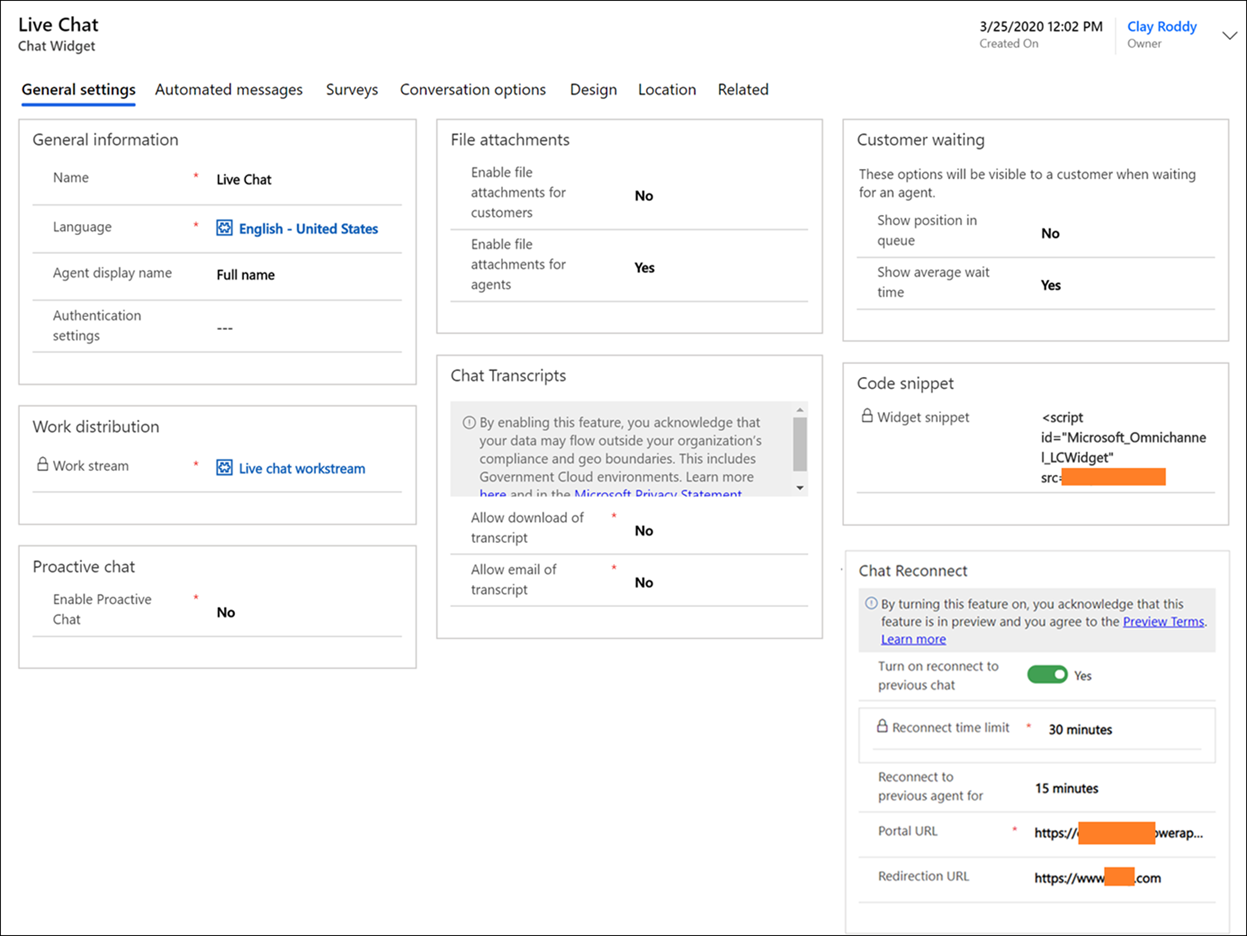 Live Chat
Chat Widget
3/25/2020 12:02 PM
Created On
Clay Roddy
Owner
General settings
Automated messages
Surveys
Conversation options
Design
Location
Related
General information
Name
*
Live Chat
Language
*
English - United States
Agent display name
Full name
Authentication
settings
---
Work distribution
Work stream
*
Live chat workstream
Proactive chat
Enable Proactive
Chat
*
No
File attachments
Enable file
attachments for
customers
No
Enable file
attachments for
agents
Yes
Chat Transcripts
By enabling this feature, you acknowledge that
your data may flow outside your organization's
compliance and geo boundaries. This includes
Government Cloud environments. Learn more
here and in the Microsoft Privacy Statement
Allow download of
transcript
*
No
Allow email of
transcript
*
No
Customer waiting
These options will be visible to a customer when waiting
for an agent.
Show position in
queue
No
Show average wait
time
Yes
Code snippet
Widget snippet
<script
id="Microsoft_Omnichanne
l_LCWidget"
src=
Chat Reconnect
By turning this feature on, you acknowledge that this
feature is in preview and you agree to the Preview Terms.
Learn more
Turn on reconnect to
previous chat
Yes
Reconnect time limit
*
30 minutes
Reconnect to
previous agent for
15 minutes
Portal URL
*
https:// owerap...
Redirection URL
https://www .com